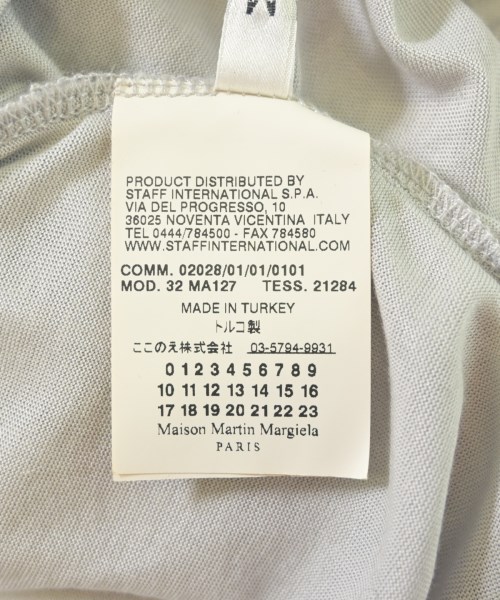 M
PRODUCT DISTRIBUTED BY
STAFF INTERNATIONAL S.P.A.
VIA DEL PROGRESSO, 10
36025 NOVENTA VICENTINA ITALY
TEL 0444/784500 - FAX 784580
WWW.STAFFINTERNATIONAL.COM
COMM. 02028/01/01/0101
MOD. 32 MA127 TESS. 21284
MADE IN TURKEY
トルコ製
ここのえ株式会社 03-5794-9931
0 1 2 3 4 5 6 7 8 9
10 11 12 13 14 15 16
17 18 19 20 21 22 23
Maison Martin Margiela
PARIS